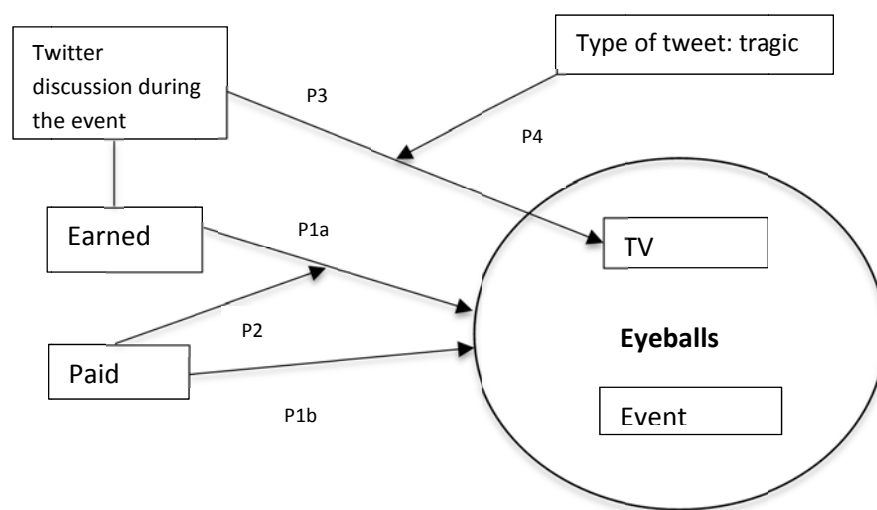 Twitter
discussion during
the event
Type of tweet: tragic
P3
P4
Earned
P1a
TV
P2
Eyeballs
Paid
P1b
Event